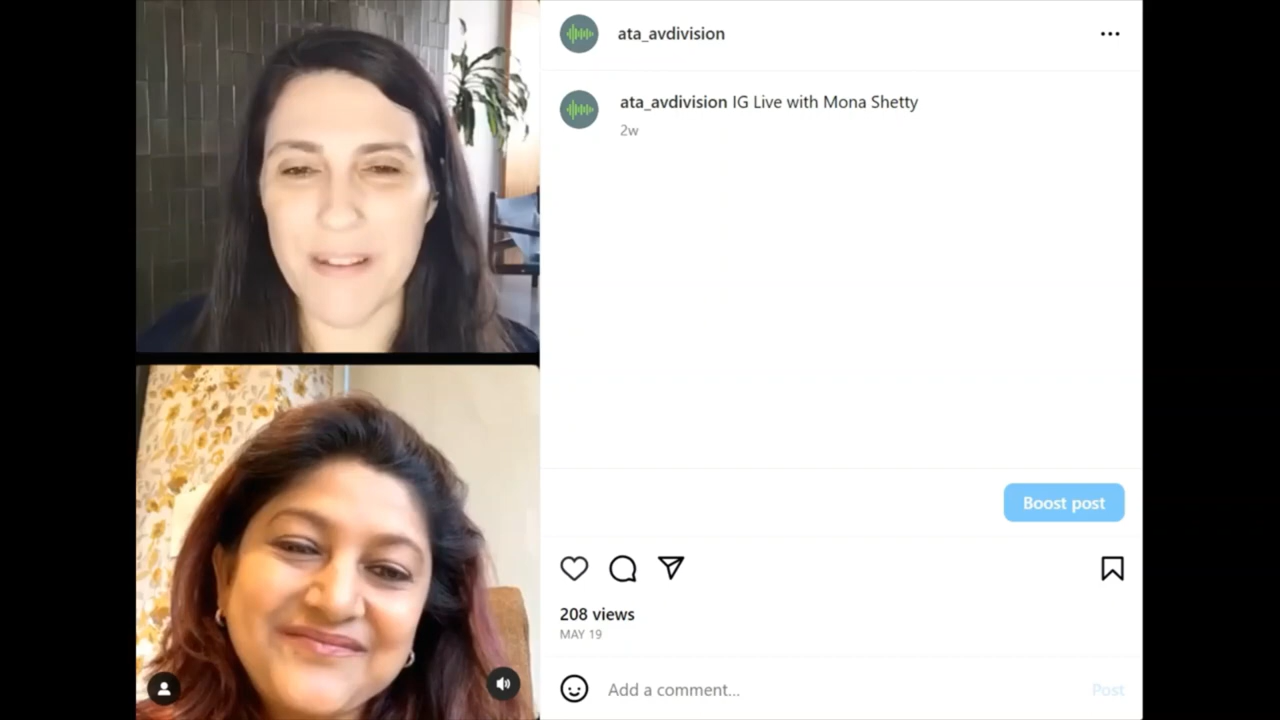 ata_avdivision
ata_avdivision IG Live with Mona Shetty
2w
Boost post
208 views
MAY 19
Add a comment...
Post